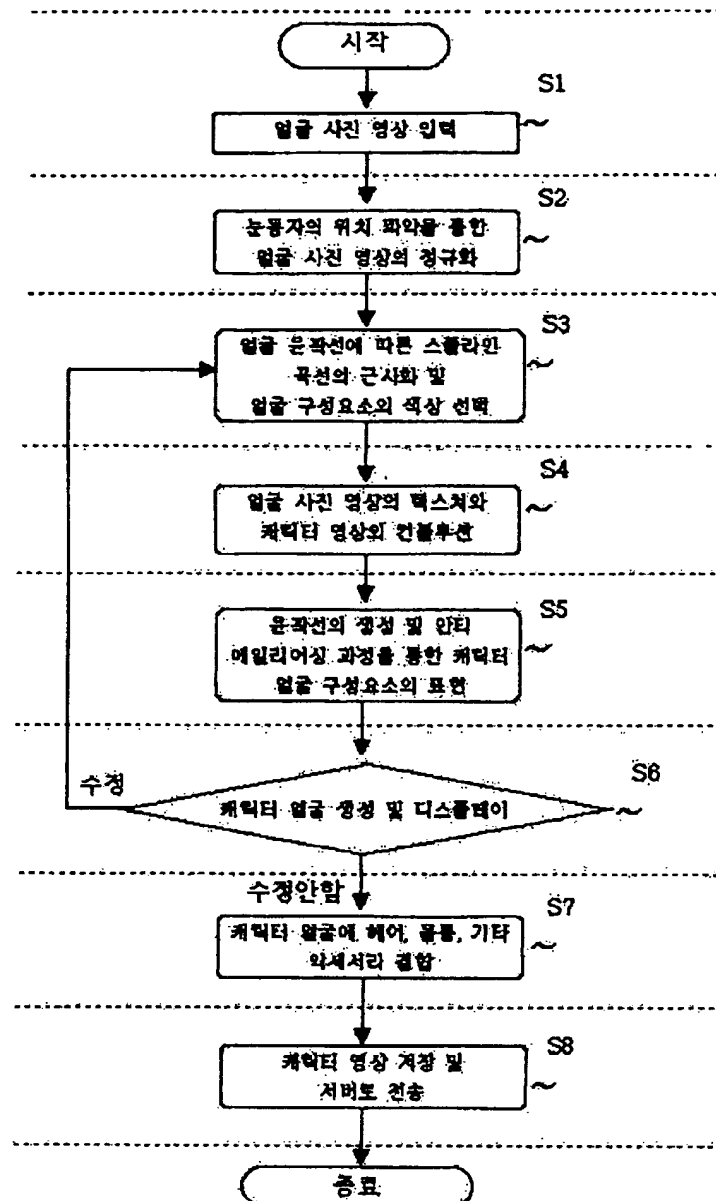 시작
S1
얼굴 사진 영상 입력
S2
눈동자의 위치 파악을 통한
얼굴 사진 영상의 정규화
S3
얼굴 윤곽선에 따른 스플라인
곡선의 근사화 및
얼굴 구성요소의 색상 선택
S4
얼굴 사진 영상의 텍스쳐와
캐릭터 영상의 컨볼루션
S5
윤곽선의 생성 및 안티
에일리어싱 과정을 통한 캐릭터
얼굴 구성요소의 표현
S6
수정
캐릭터 얼굴 생성 및 디스플레이
수정안함
S7
캐릭터 얼굴에 헤어, 몸통, 기타
악세서리 결합
S8
캐릭터 영상 저장 및
서버로 전송
종료